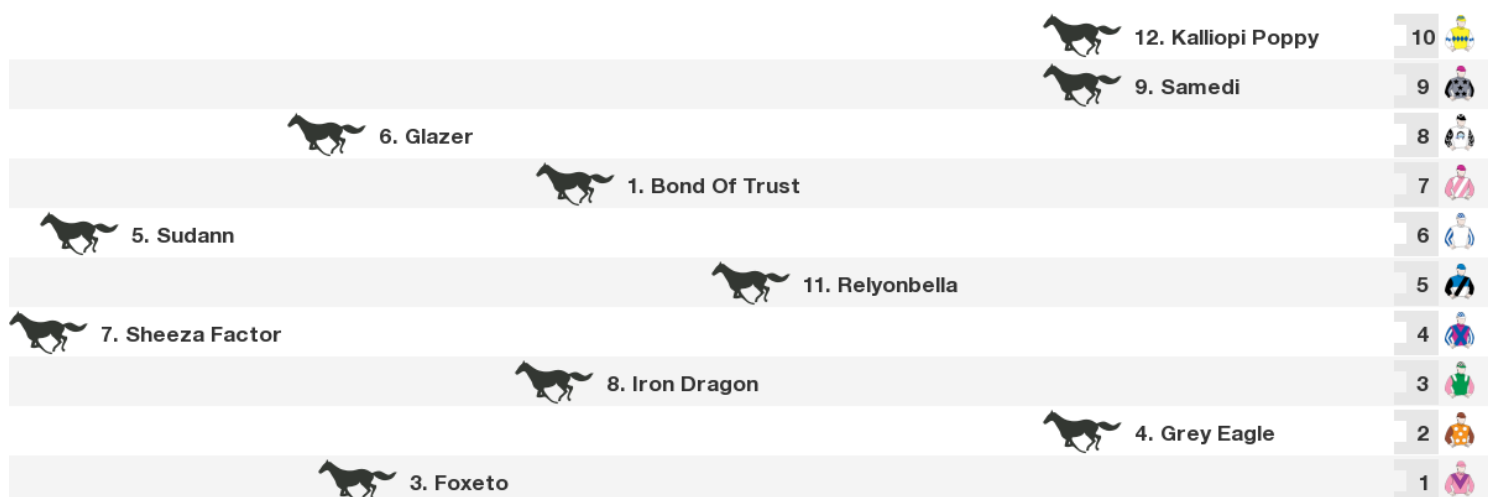 12. Kalliopi Poppy 10
9. Samedi 9
6. Glazer 8
1. Bond Of Trust 7
5. Sudann 6
11. Relyonbella 5
7. Sheeza Factor 4
8. Iron Dragon 3
4. Grey Eagle 2
3. Foxeto 1